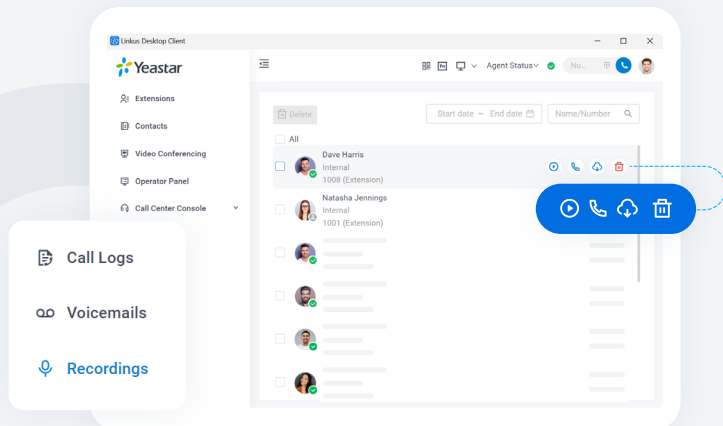 Linkus Desktop Client
Yeastar
Agent Status
Nu...
Extensions
Contacts
Video Conferencing
Operator Panel
Call Center Console
Call Logs
Voicemails
Recordings
Delete
Start date ~ End date
Name/Number
All
Dave Harris
Internal
1008 (Extension)
Natasha Jennings
Internal
1001 (Extension)